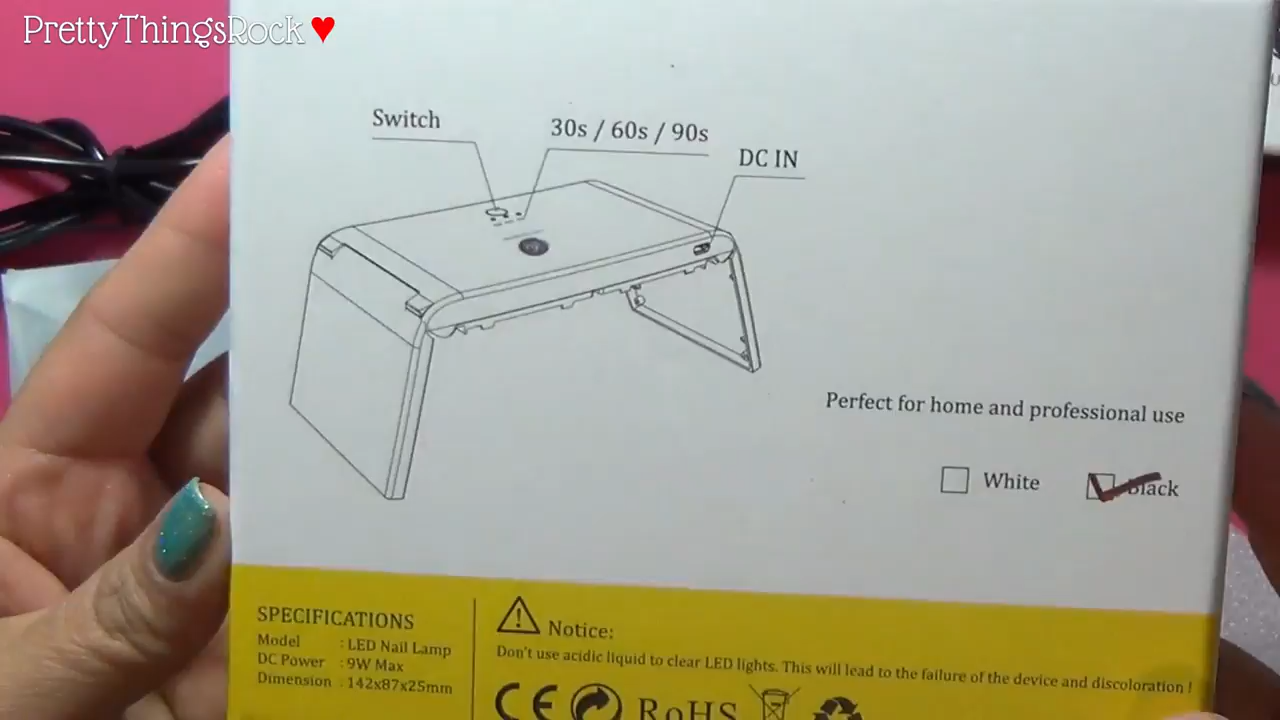 PrettyThingsRock ♥
Switch
30s / 60s / 90s
DC IN
Perfect for home and professional use
White
Black
SPECIFICATIONS
Model : LED Nail Lamp
DC Power : 9W Max
Dimension : 142x87x25mm
Notice:
Don't use acidic liquid to clear LED lights. This will lead to the failure of the device and discoloration !
CE RoHS